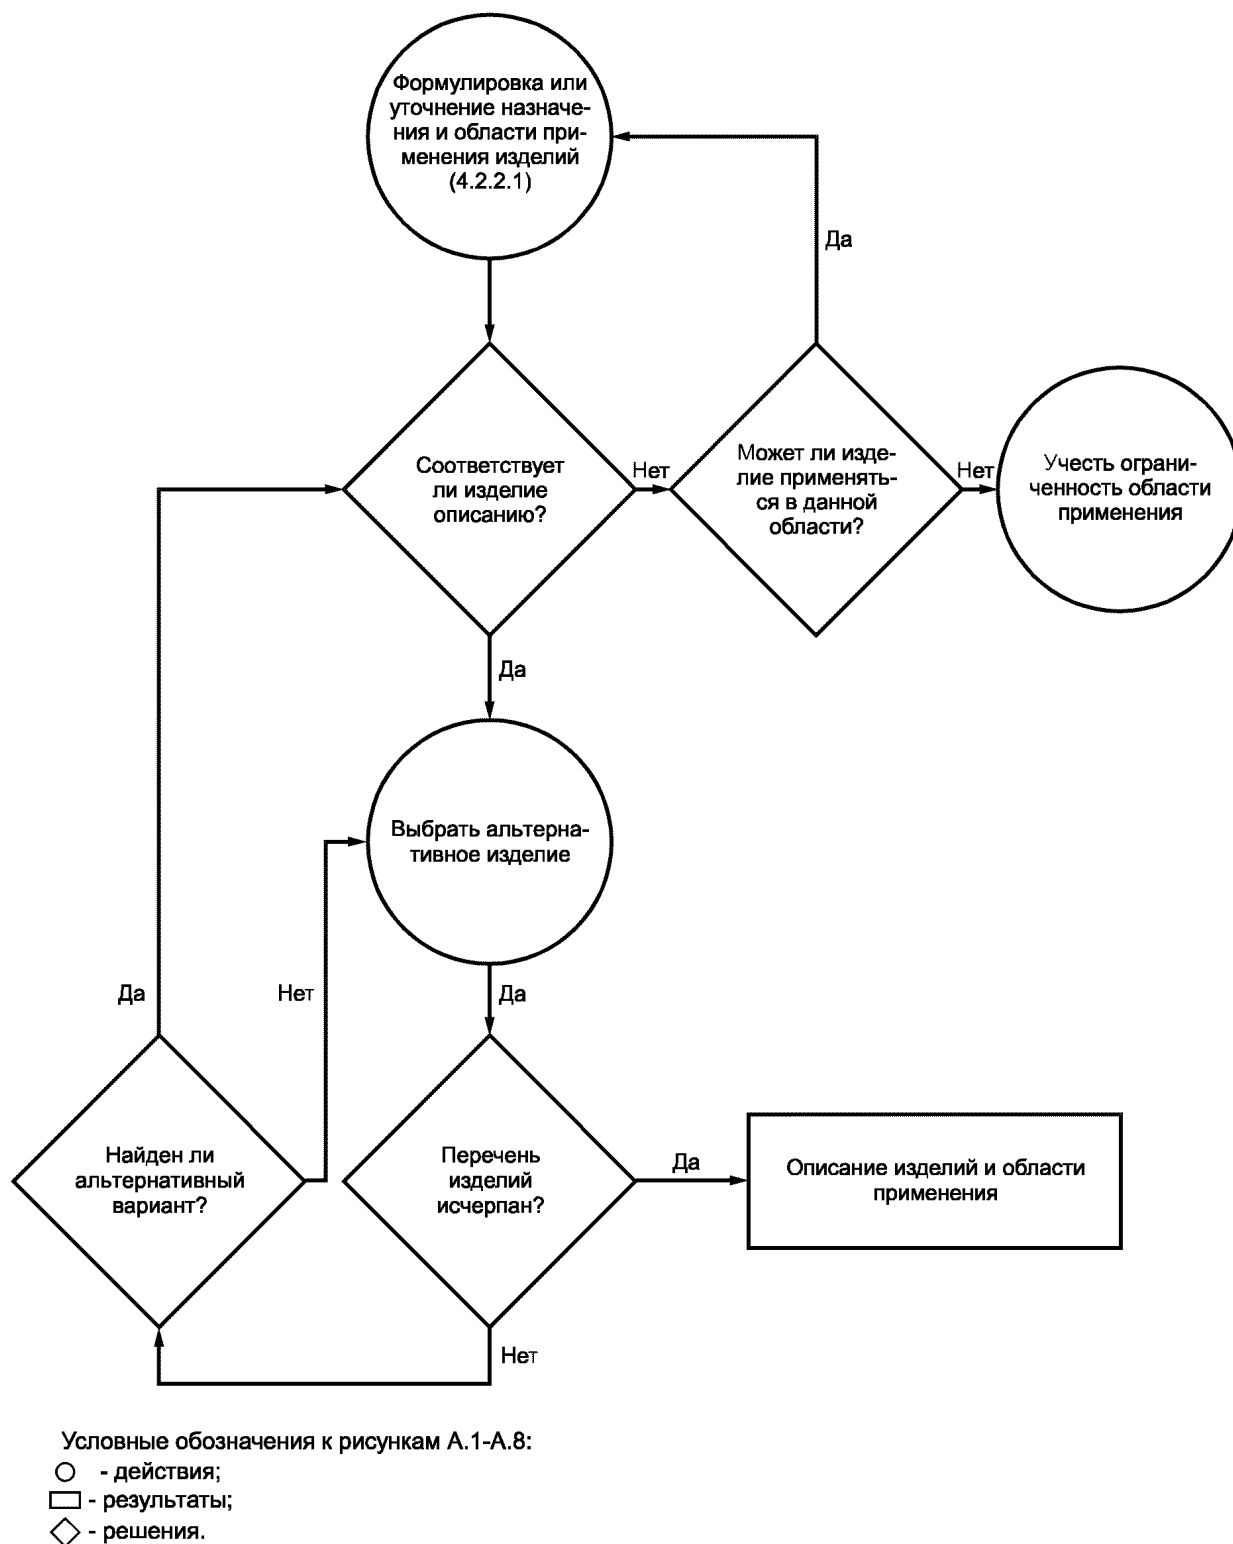 Формулировка или
уточнение назначе-
ния и области при-
менения изделий
(4.2.2.1)
Да
Соответствует
ли изделие
описанию?
Нет
Может ли изде-
лие применять-
ся в данной
области?
Нет
Учесть ограни-
ченность области
применения
Да
Выбрать альтерна-
тивное изделие
Да
Нет
Да
Найден ли
альтернативный
вариант?
Перечень
изделий
исчерпан?
Да
Описание изделий и области
применения
Нет
Условные обозначения к рисункам А.1-А.8:
- действия;
- результаты;
- решения.